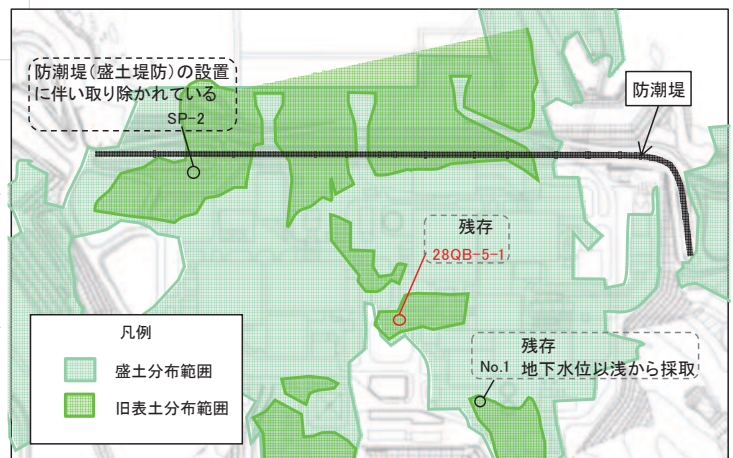 防潮堤(盛土堤防)の設置
に伴い取り除かれている
SP-2
防潮堤
残存
28QB-5-1
残存
No.1 地下水位以浅から採取
凡例
盛土分布範囲
旧表土分布範囲